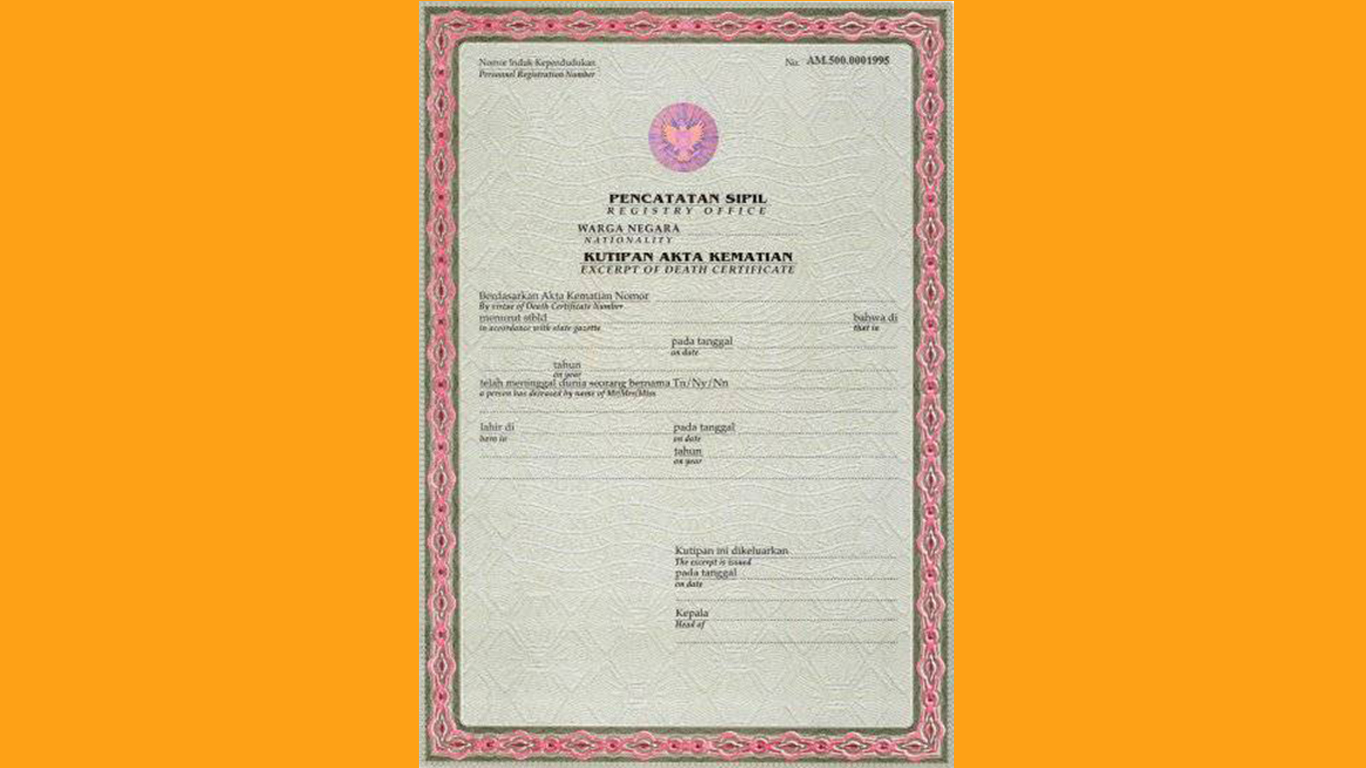 Nomor Induk Kependudukan No. AM.500.0001995
Personal Registration Number
PENCATATAN SIPIL
REGISTRY OFFICE
WARGA NEGARA
NATIONALITY
KUTIPAN AKTA KEMATIAN
EXCERPT OF DEATH CERTIFICATE
Berdasarkan Akta Kematian Nomor
By virtue of Death Certificate Number
menurut stbld bahwa di
in accordance with state gazette that in
pada tanggal
on date
tahun
on year
telah meninggal dunia seorang bernama Tn/Ny/Nn
a person has deceased by name of Mr/Mrs/Miss
lahir di pada tanggal
born in on date
tahun
on year
Kutipan ini dikeluarkan
The excerpt is issued
pada tanggal
on date
Kepala
Head of